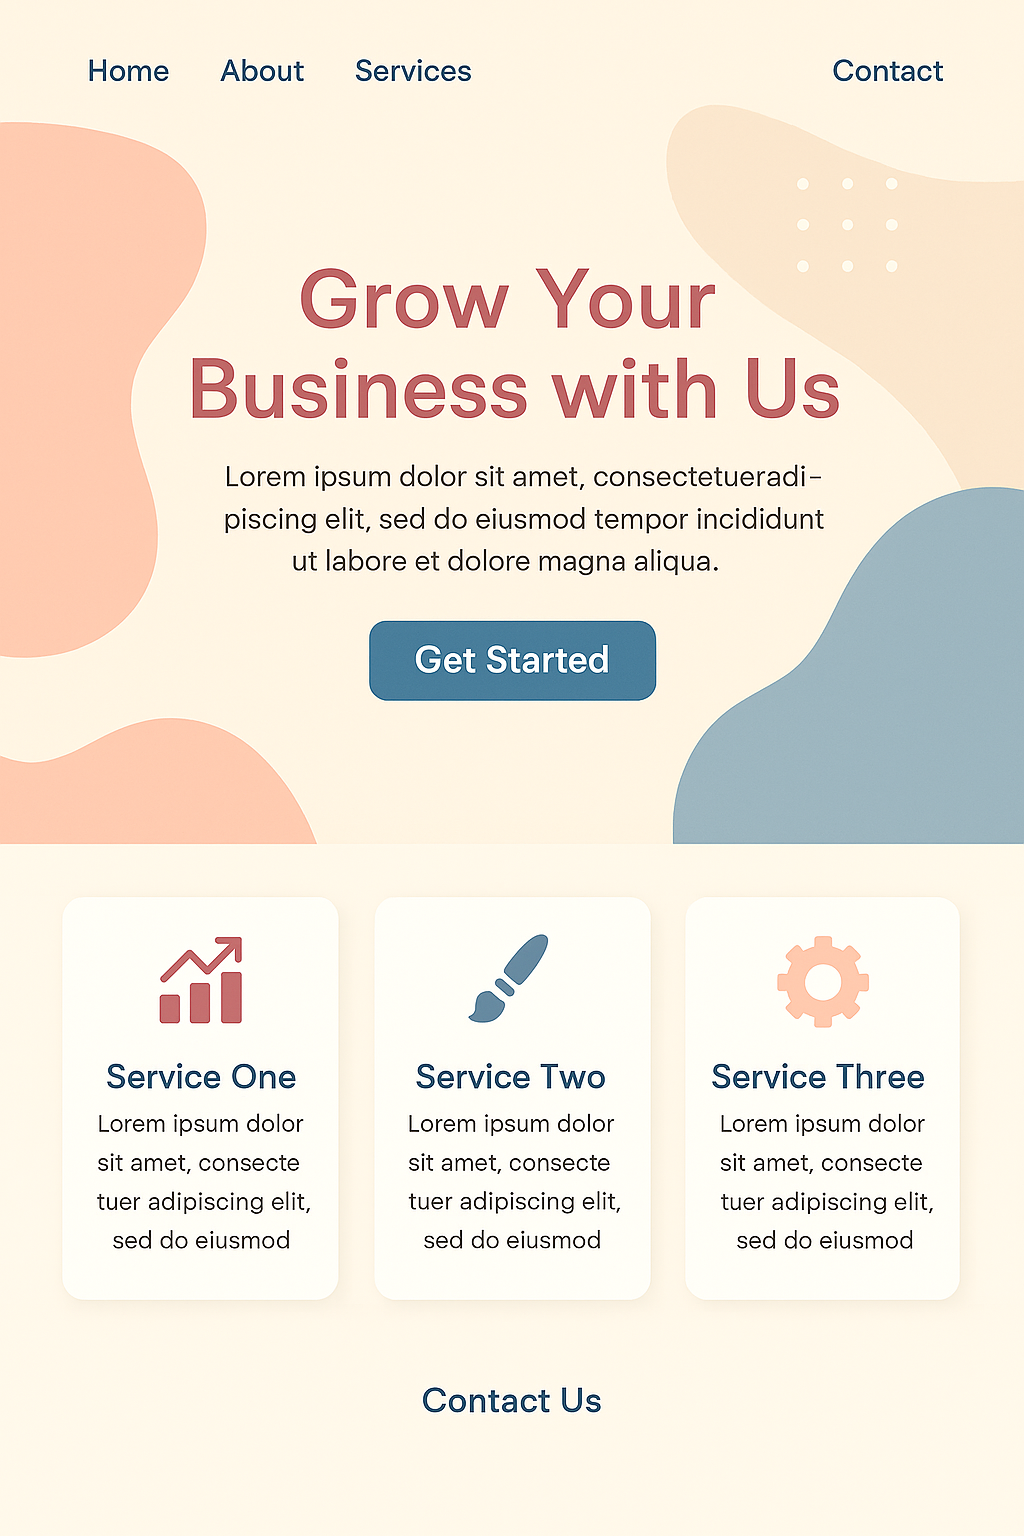 Home About Services Contact
Grow Your
Business with Us
Lorem ipsum dolor sit amet, consectetueradi-
piscing elit, sed do eiusmod tempor incididunt
ut labore et dolore magna aliqua.
Get Started
Service One
Lorem ipsum dolor
sit amet, consecte
tuer adipiscing elit,
sed do eiusmod
Service Two
Lorem ipsum dolor
sit amet, consecte
tuer adipiscing elit,
sed do eiusmod
Service Three
Lorem ipsum dolor
sit amet, consecte
tuer adipiscing elit,
sed do eiusmod
Contact Us